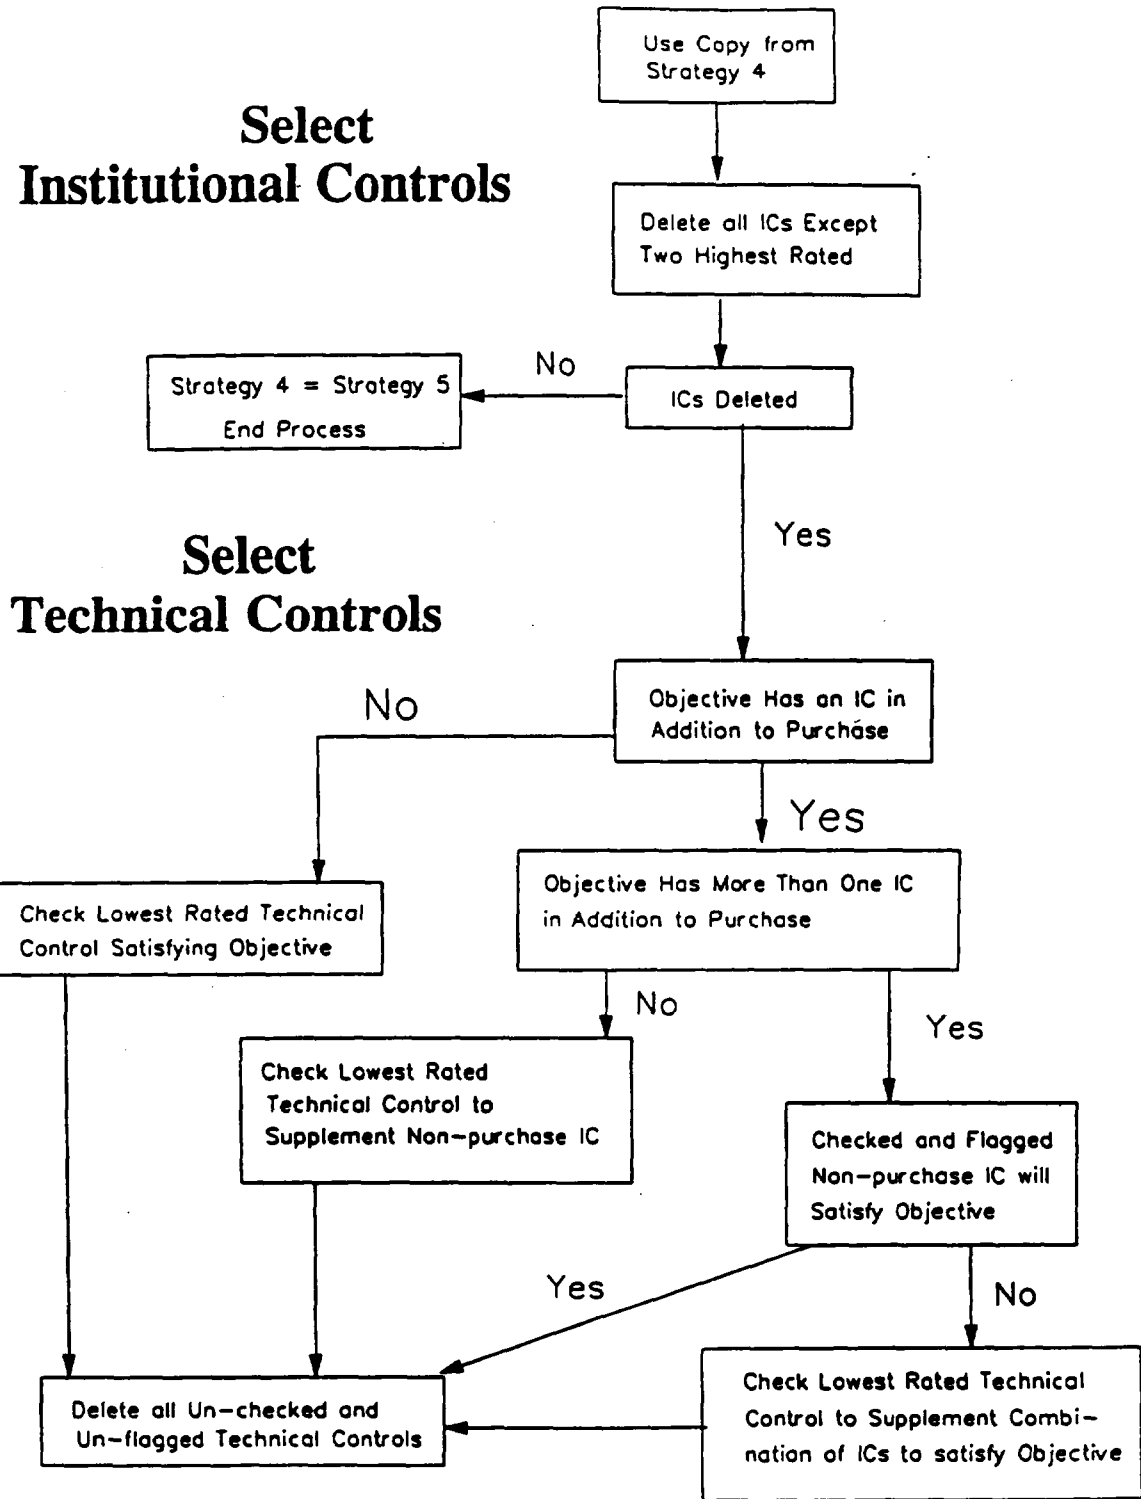 Use Copy from
Strategy 4
Select
Institutional Controls
Delete all ICs Except
Two Highest Rated
No
Strategy 4 = Strategy 5
End Process
ICs Deleted
Yes
Select
Technical Controls
No
Objective Has an IC in
Addition to Purchase
Yes
Objective Has More Than One IC
in Addition to Purchase
Check Lowest Rated Technical
Control Satisfying Objective
No
Yes
Check Lowest Rated
Technical Control to
Supplement Non-purchase IC
Checked and Flagged
Non-purchase IC will
Satisfy Objective
Yes
No
Delete all Un-checked and
Un-flagged Technical Controls
Check Lowest Rated Technical
Control to Supplement Combi-
nation of ICs to satisfy Objective